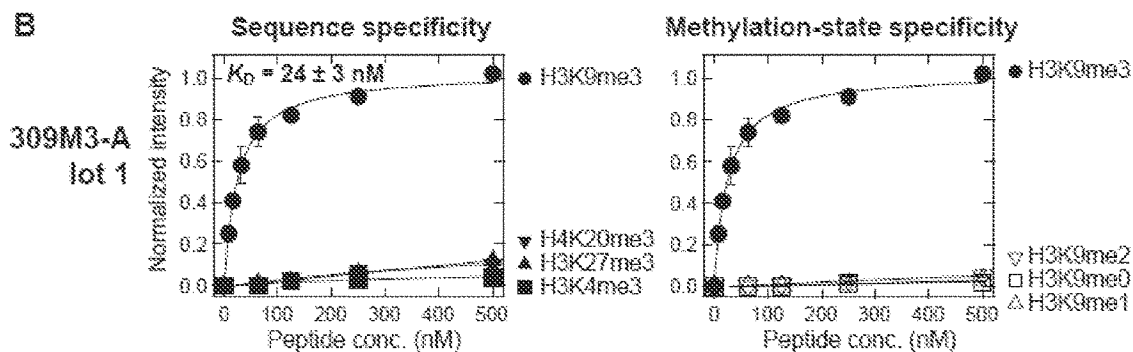 B
Sequence specificity
Methylation-state specificity
309M3-A
lot 1
Normalized intensity
1.0
0.8
0.6
0.4
0.2
0.0
K_D = 24 ± 3 nM
H3K9me3
H4K20me3
H3K27me3
H3K4me3
0 100 200 300 400 500
Peptide conc. (nM)
1.0
0.8
0.6
0.4
0.2
0.0
H3K9me3
H3K9me2
H3K9me0
H3K9me1
0 100 200 300 400 500
Peptide conc. (nM)